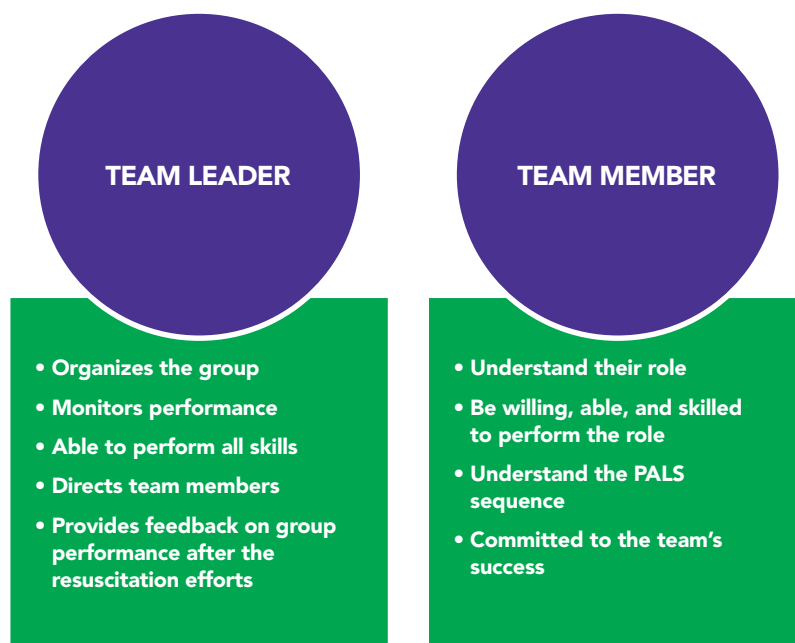 TEAM LEADER
• Organizes the group
• Monitors performance
• Able to perform all skills
• Directs team members
• Provides feedback on group
performance after the
resuscitation efforts
TEAM MEMBER
• Understand their role
• Be willing, able, and skilled
to perform the role
• Understand the PALS
sequence
• Committed to the team’s
success